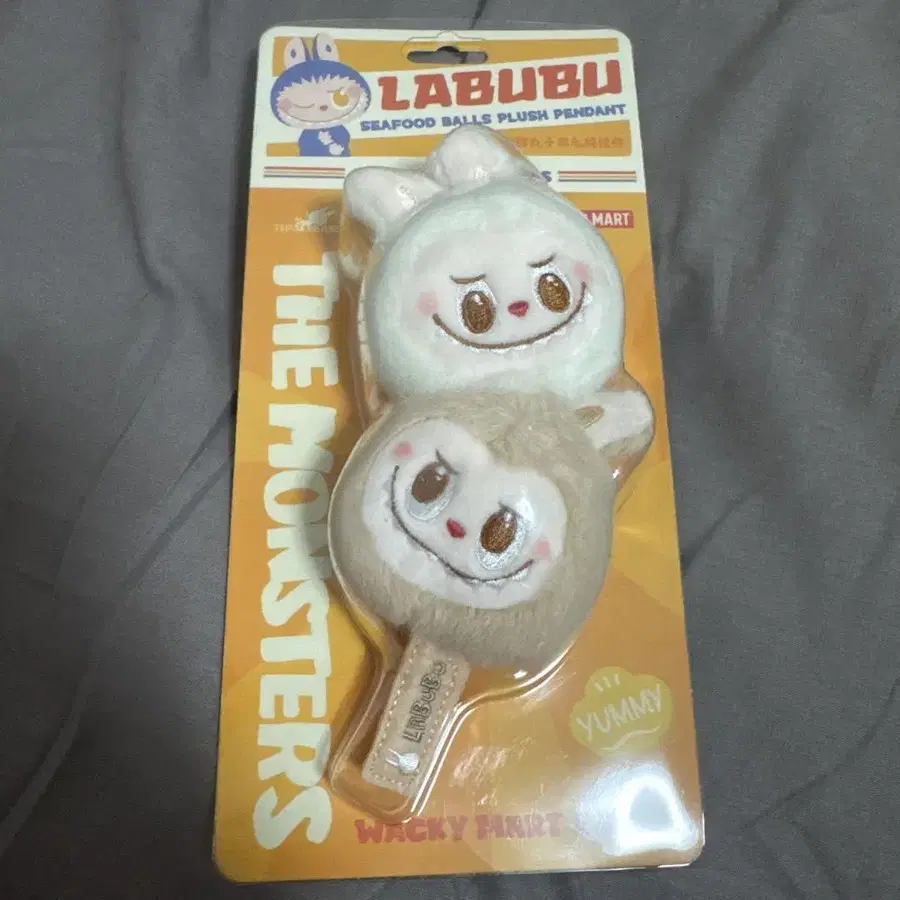 LABUBU
SEAFOOD BALLS PLUSH PENDANT
MART
THE MONSTERS
LABUBU
YUMMY
WACKY MART